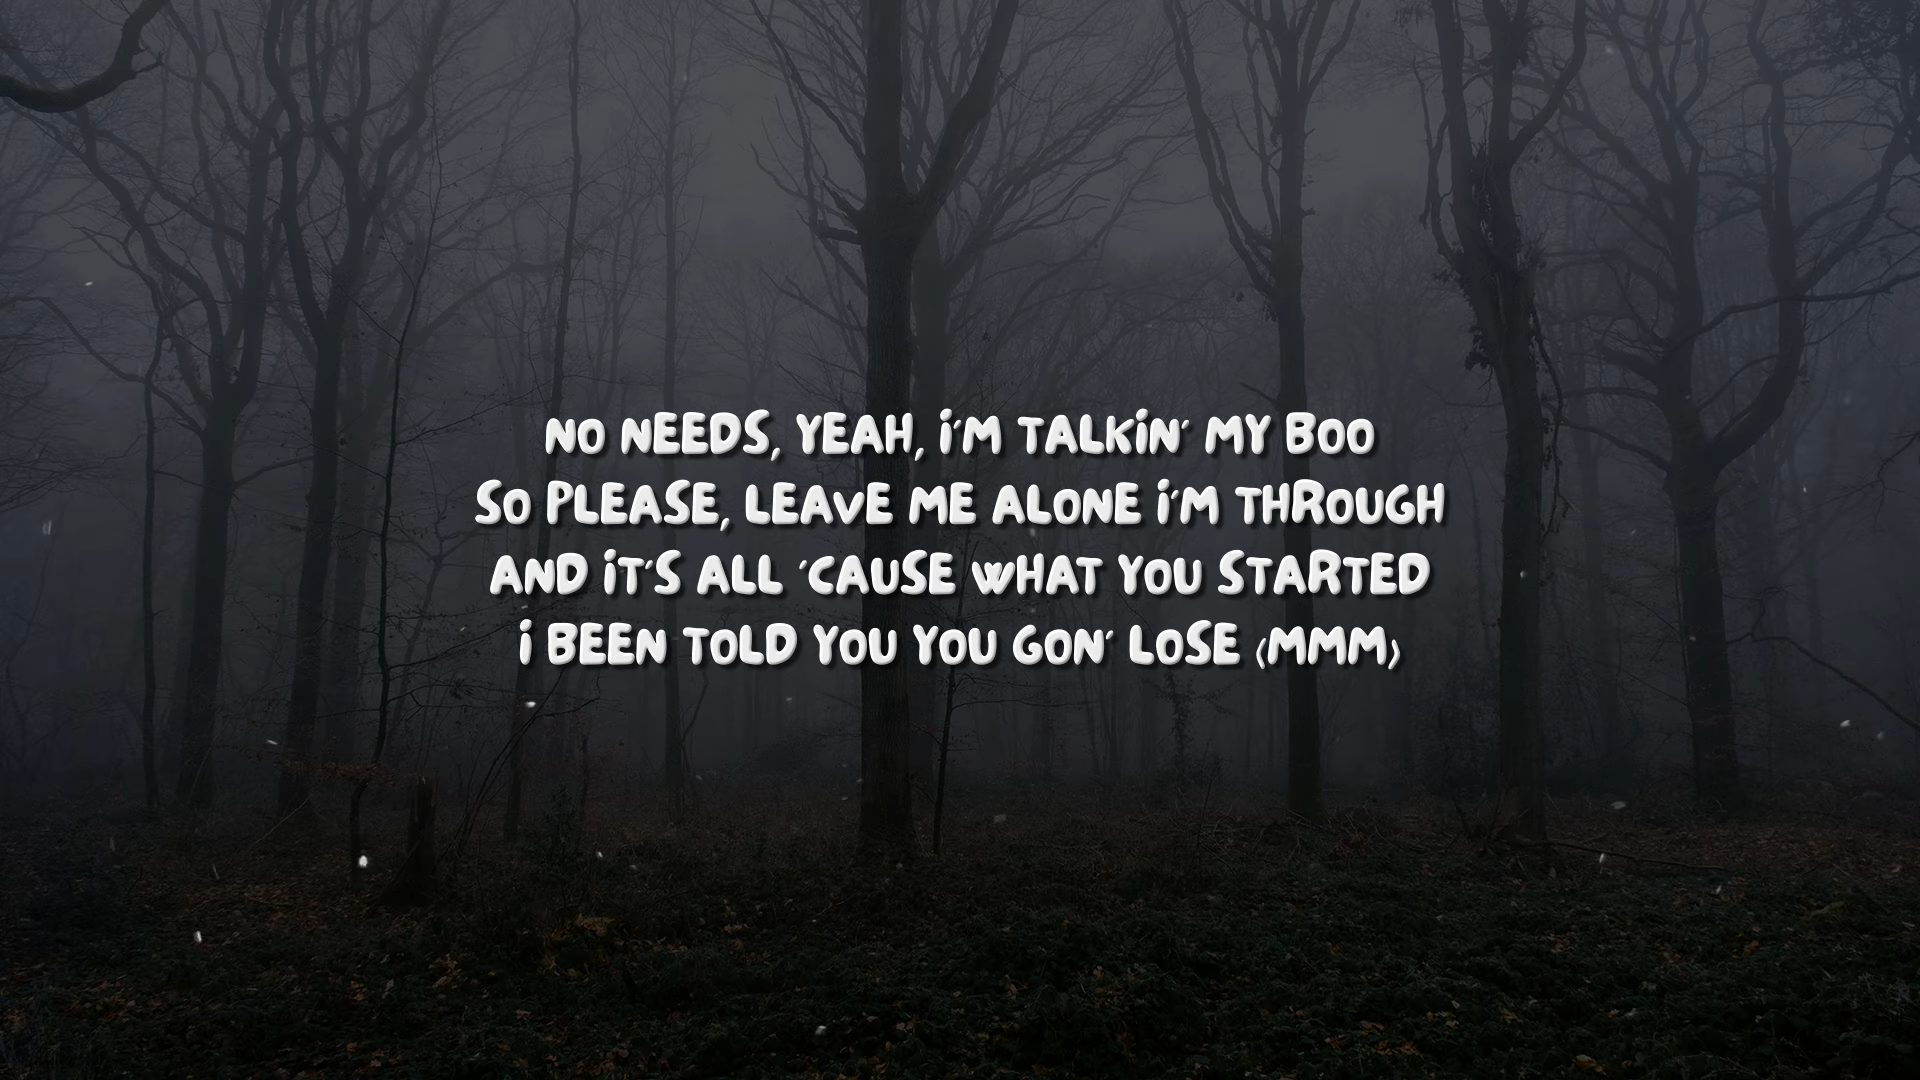 NO NEEDS, YEAH, I'M TALKIN' MY BOO
SO PLEASE, LEAVE ME ALONE I'M THROUGH
AND IT'S ALL 'CAUSE WHAT YOU STARTED
I BEEN TOLD YOU YOU GON' LOSE (MMM)